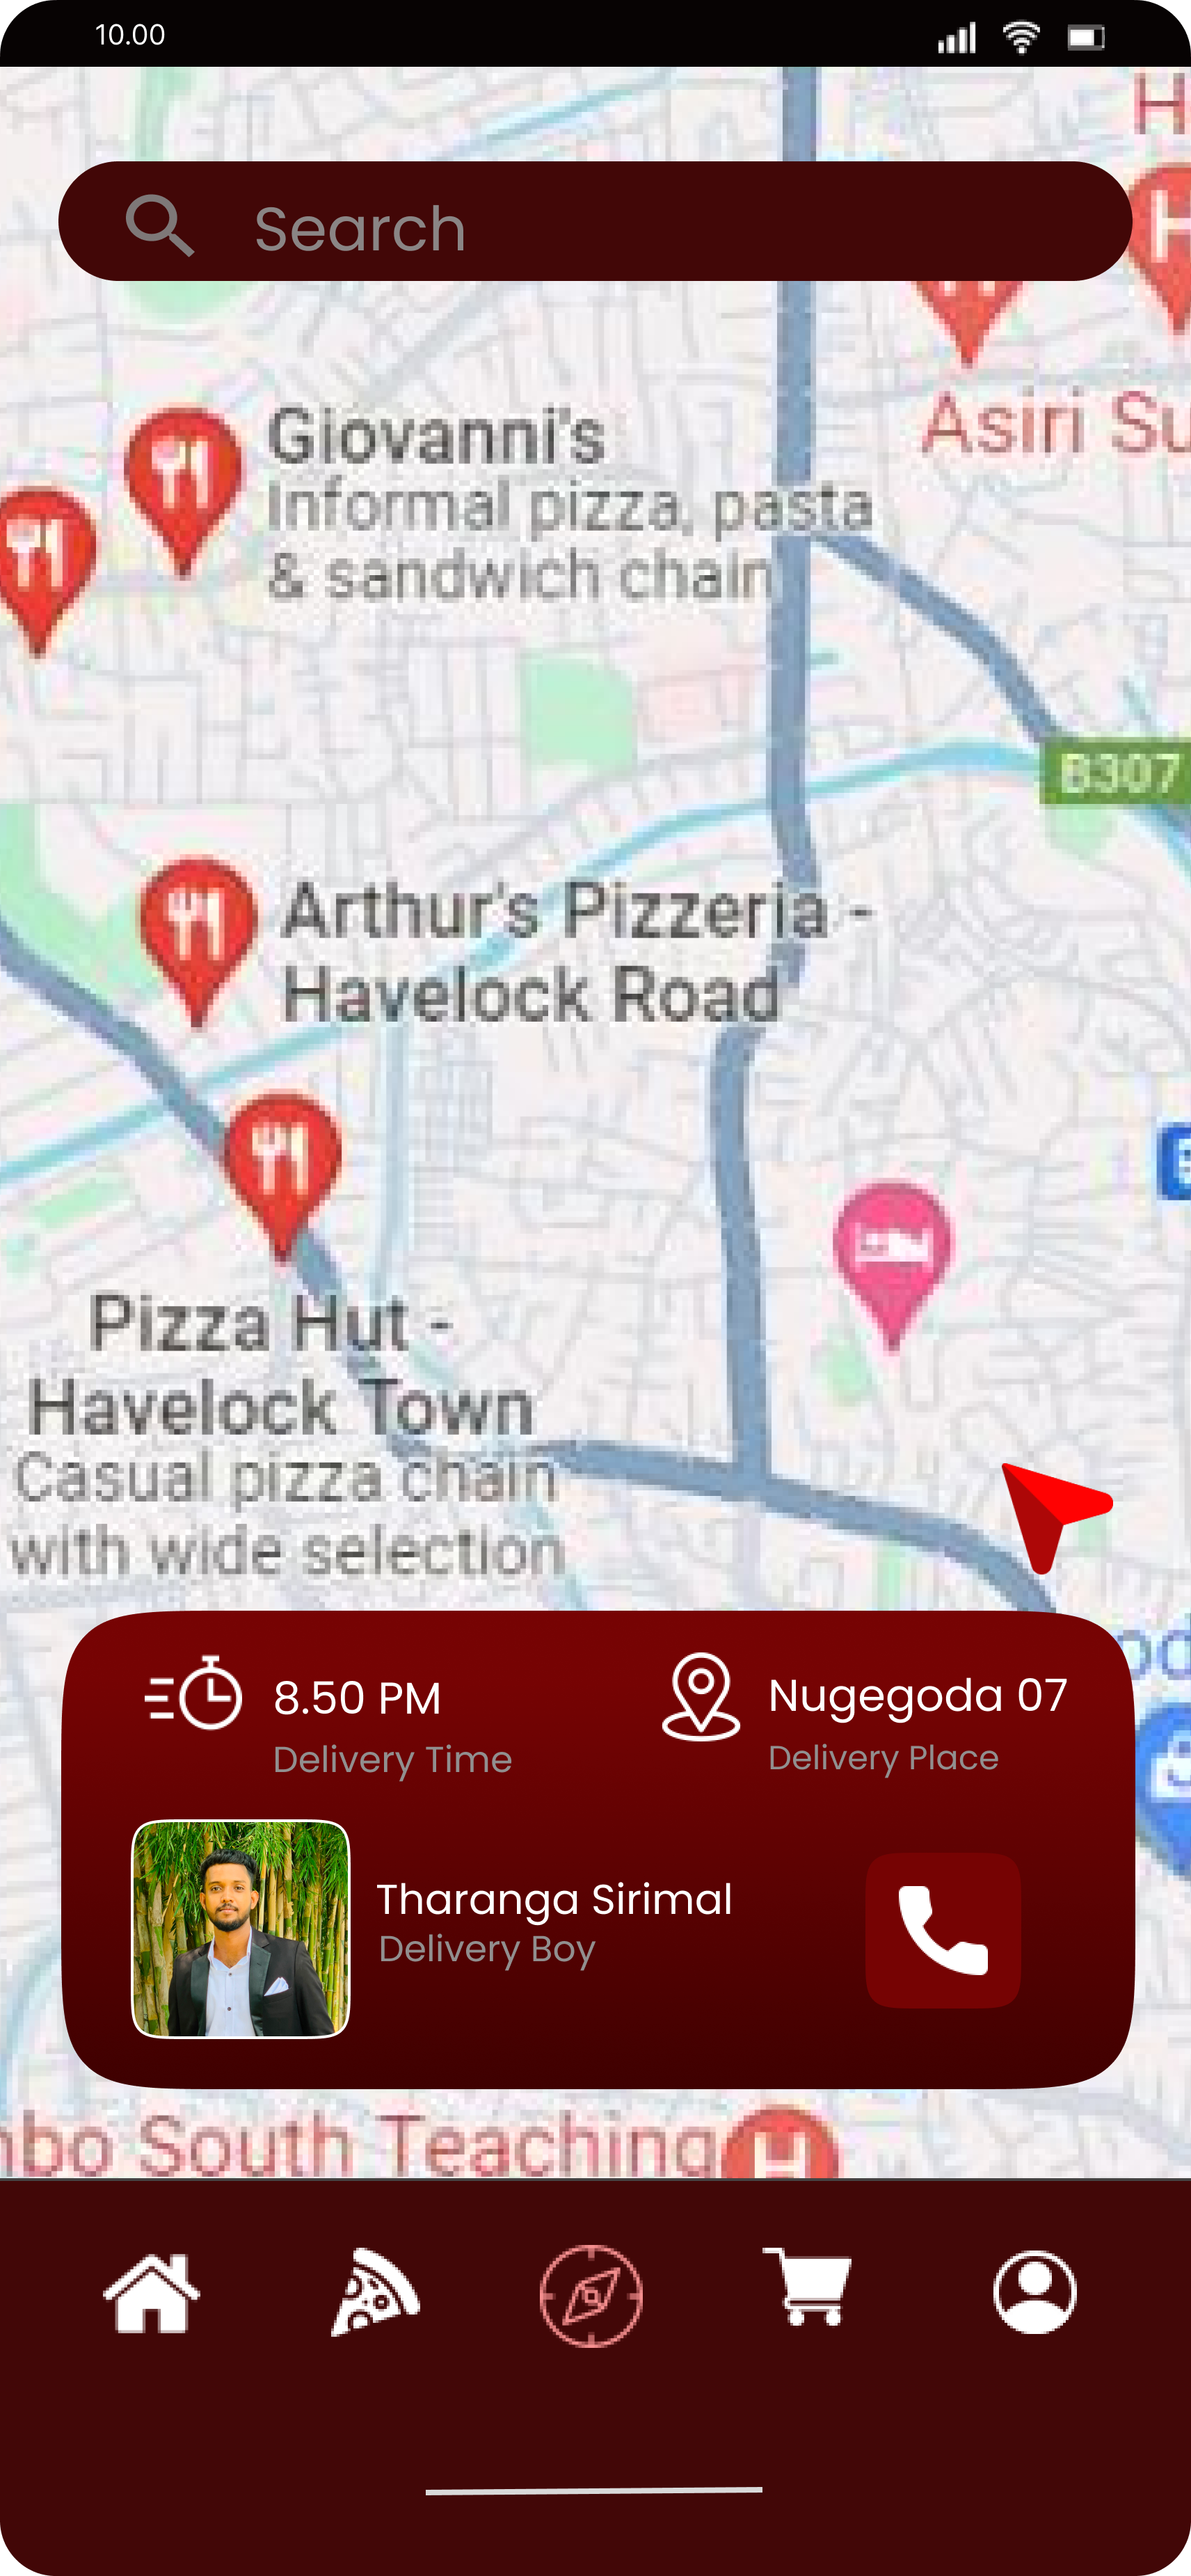 10.00
H
Search
H
Giovanni's
Informal pizza, pasta
& sandwich chain
Asiri Su
B307
Arthur's Pizzeria -
Havelock Road
Pizza Hut -
Havelock Town
Casual pizza chain
with wide selection
8.50 PM
Delivery Time
Nugegoda 07
Delivery Place
Tharanga Sirimal
Delivery Boy
nbo South Teaching
H